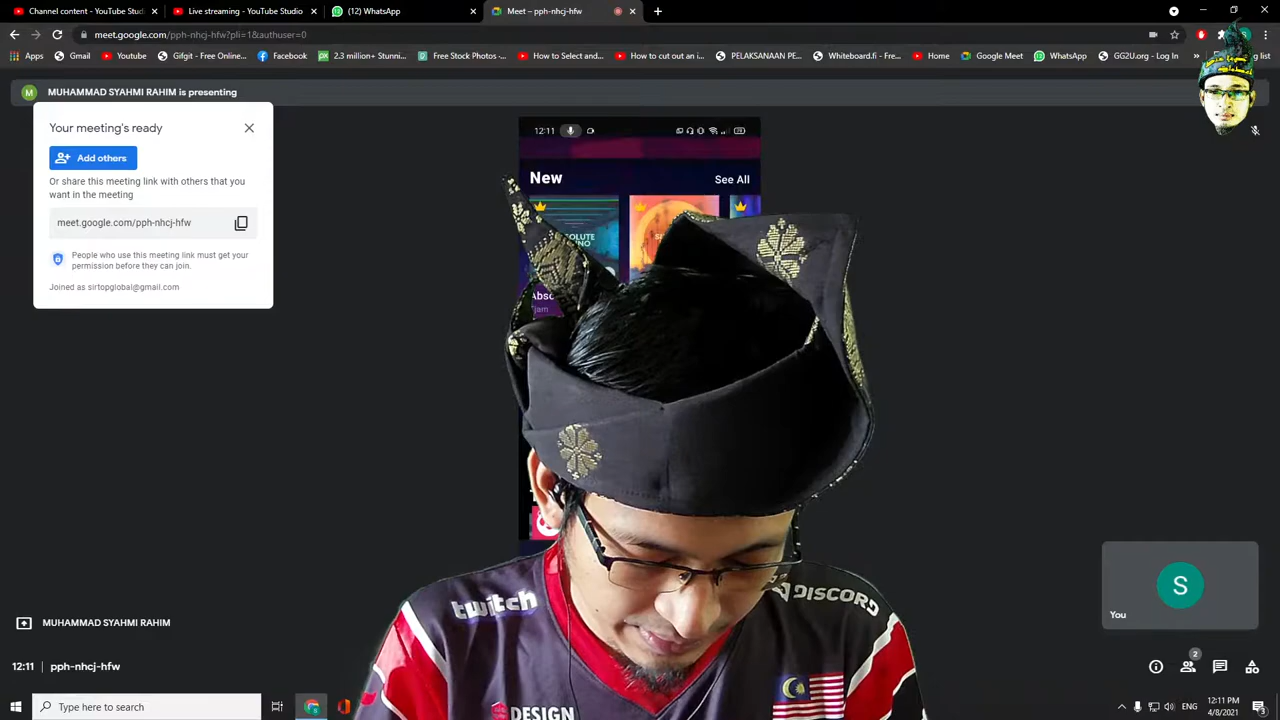 Channel content - YouTube Studio
Live streaming - YouTube Studio
(12) WhatsApp
Meet – pph-nhcj-hfw
meet.google.com/pph-nhcj-hfw?pli=1&authuser=0
Apps
Gmail
Youtube
Gilgit - Free Online...
Facebook
2.3 million+ Stunni...
Free Stock Photos -...
How to Select and...
How to cut out an i...
PELAKSANAAN PE...
Whiteboard.fi - Fre...
Home
Google Meet
WhatsApp
GG2U.org - Log In
Youtube
MUHAMMAD SYAHMI RAHIM is presenting
Your meeting's ready
Add others
Or share this meeting link with others that you
want in the meeting
meet.google.com/pph-nhcj-hfw
People who use this meeting link must get your
permission before they can join.
Joined as sirtopglobal@gmail.com
12:11
New
See All
twitch
DISCORD
DESIGN
S
You
MUHAMMAD SYAHMI RAHIM
12:11 | pph-nhcj-hfw
2
Type here to search
ENG
12:11 PM
4/8/2021